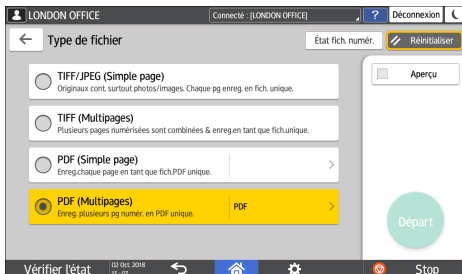 LONDON OFFICE
Connecté : [LONDON OFFICE]
?
Déconnexion
Type de fichier
État fich. numér.
Réinitialiser
TIFF/JPEG (Simple page)
Originaux cont. surtout photos/images. Chaque pg enreg. en fich. unique.
Aperçu
TIFF (Multipages)
Plusieurs pages numérisées sont combinées & enreg.en tant que fich.unique.
PDF (Simple page)
Enreg.chaque page en tant que fich.PDF unique.
PDF (Multipages)
Enreg. plusieurs pg numér. en PDF unique.
PDF
Départ
Vérifier l'état
02 Oct. 2018
15:07
Stop